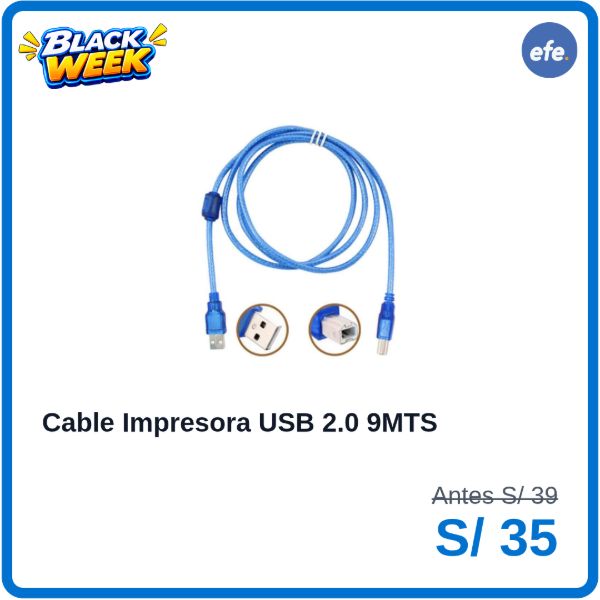 BLACK
WEEK
efe.
Cable Impresora USB 2.0 9MTS
Antes S/ 39
S/ 35